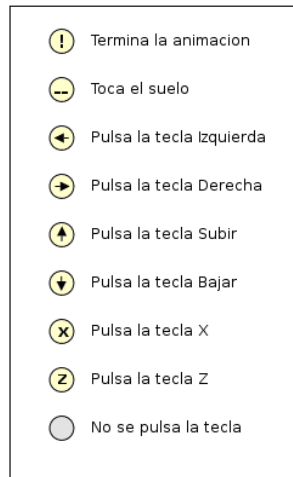 ! Termina la animacion
-- Toca el suelo
Pulsa la tecla Izquierda
Pulsa la tecla Derecha
Pulsa la tecla Subir
Pulsa la tecla Bajar
X Pulsa la tecla X
Z Pulsa la tecla Z
No se pulsa la tecla